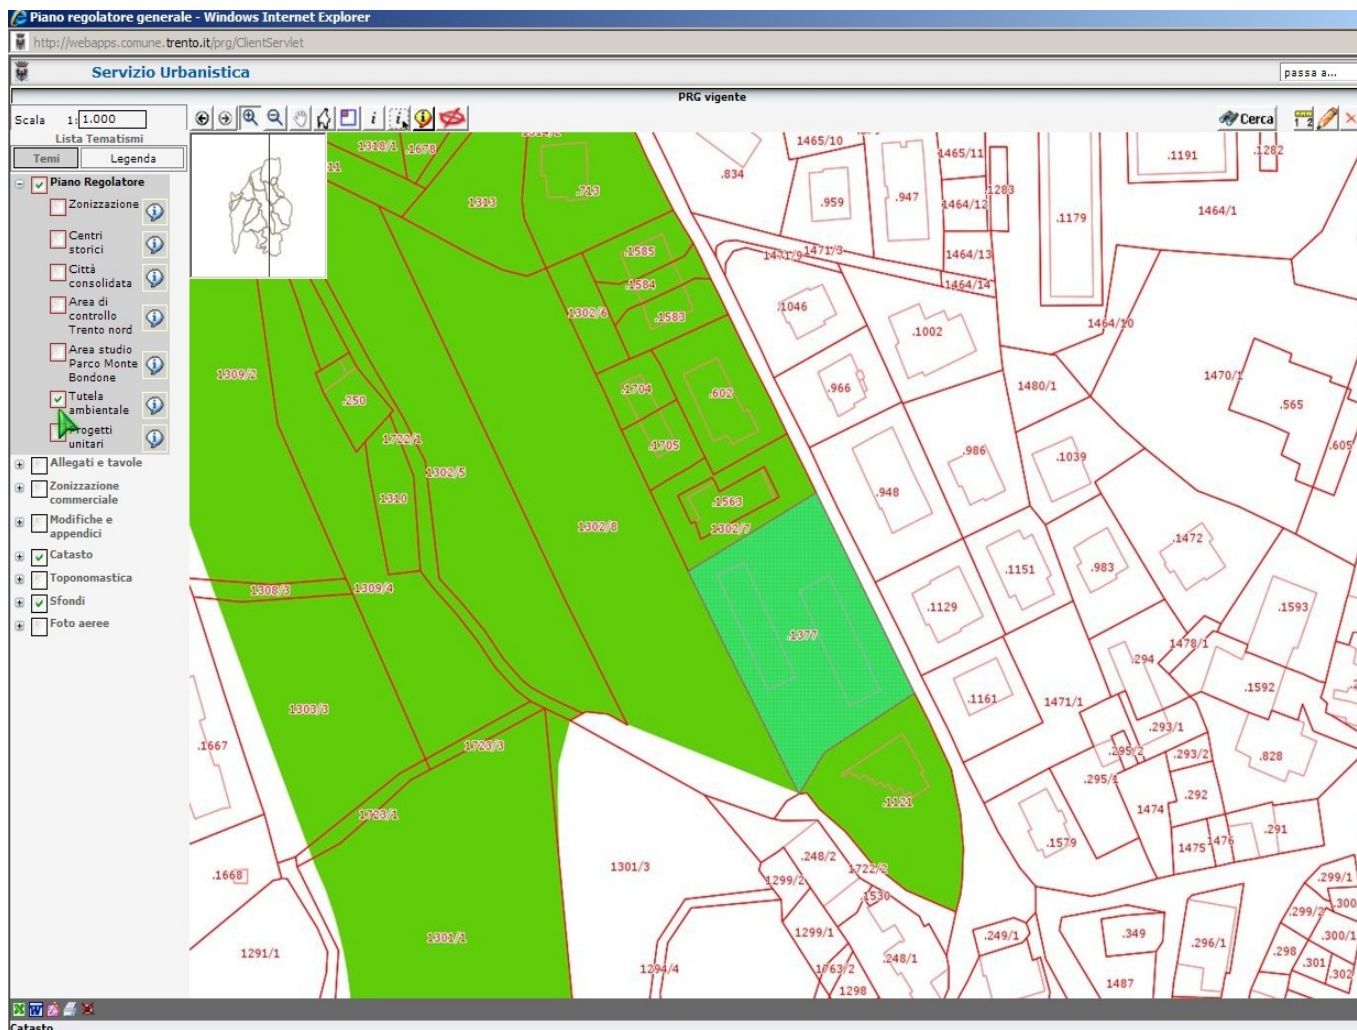 Piano regolatore generale - Windows Internet Explorer
http://webapps.comune.trento.it/prg/ClientServlet
Servizio Urbanistica
passa a...
PRG vigente
Scala 1: 1.000
Cerca
Lista Tematismi
Temi Legenda
Piano Regolatore
Zonizzazione
Centri
storici
Città
consolidata
Area di
controllo
Trento nord
Area studio
Parco Monte
Bondone
Tutela
ambientale
Progetti
unitari
Allegati e tavole
Zonizzazione
commerciale
Modifiche e
appendici
Catasto
Toponomastica
Sfondi
Foto aeree
1318/1 1678
1465/10
1465/11
.1191
.1282
.834
1313
.713
.959
.947
1464/12
.1283
.1179
1464/1
.1585
1471/9 1471/3
1464/13
.1584
1464/14
1302/6
.1583
.1046
.1002
1464/10
1309/2
.250
.1704
.602
.966
1480/1
1470/1
.565
.605
1722/1
.1705
1302/5
.986
.1039
1310
.1563
.948
1302/8
1302/7
.1472
1308/3
1309/4
.1151
.983
.1129
.1593
.1377
1478/1
.294
1303/3
.1161
1471/1
.1592
.293/1
.1667
1723/3
.295/2
.293/2
.828
.295/1
.292
.1121
1474
1723/1
.291
.1579
1475
1476
.248/2
1301/3
1722/2
.1668
1299/2
.1530
.299/1
.300
.299/2
1299/1
.249/1
.349
.296/1
.300/1
1301/1
1291/1
.248/1
.298
.301
1294/4
1763/2
.302
1298
1487
Catasto